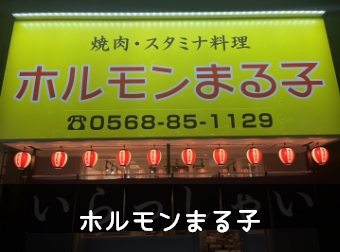 焼肉・スタミナ料理
ホルモンまる子
☎0568-85-1129
いらっしゃい
ホルモンまる子